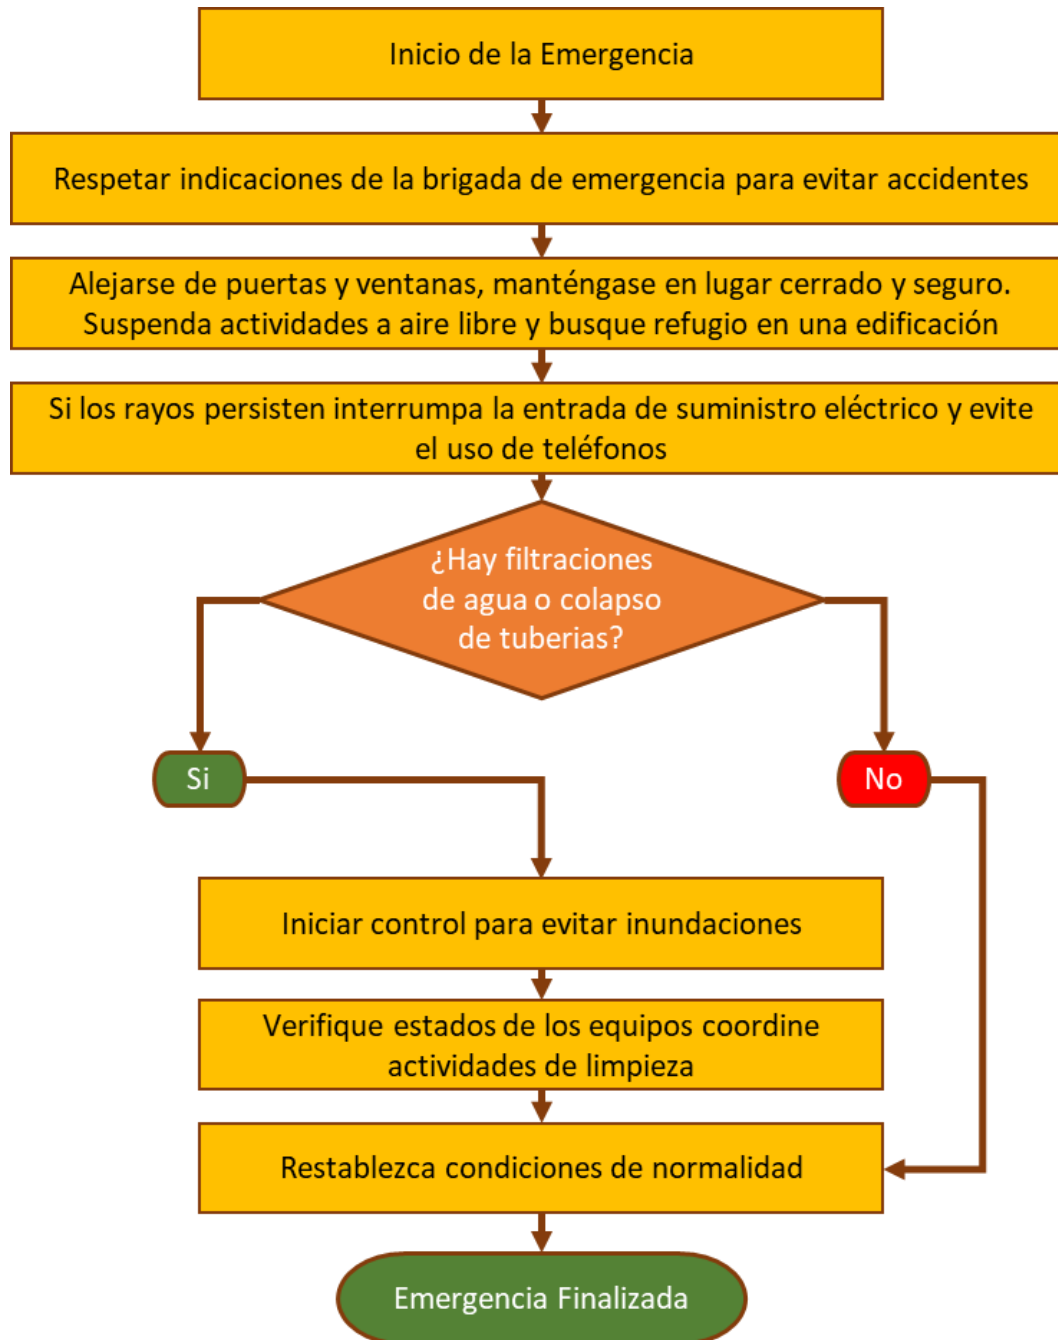 Inicio de la Emergencia
Respetar indicaciones de la brigada de emergencia para evitar accidentes
Alejarse de puertas y ventanas, manténgase en lugar cerrado y seguro.
Suspenda actividades a aire libre y busque refugio en una edificación
Si los rayos persisten interrumpa la entrada de suministro eléctrico y evite
el uso de teléfonos
¿Hay filtraciones
de agua o colapso
de tuberias?
Si
No
Iniciar control para evitar inundaciones
Verifique estados de los equipos coordine
actividades de limpieza
Restablezca condiciones de normalidad
Emergencia Finalizada